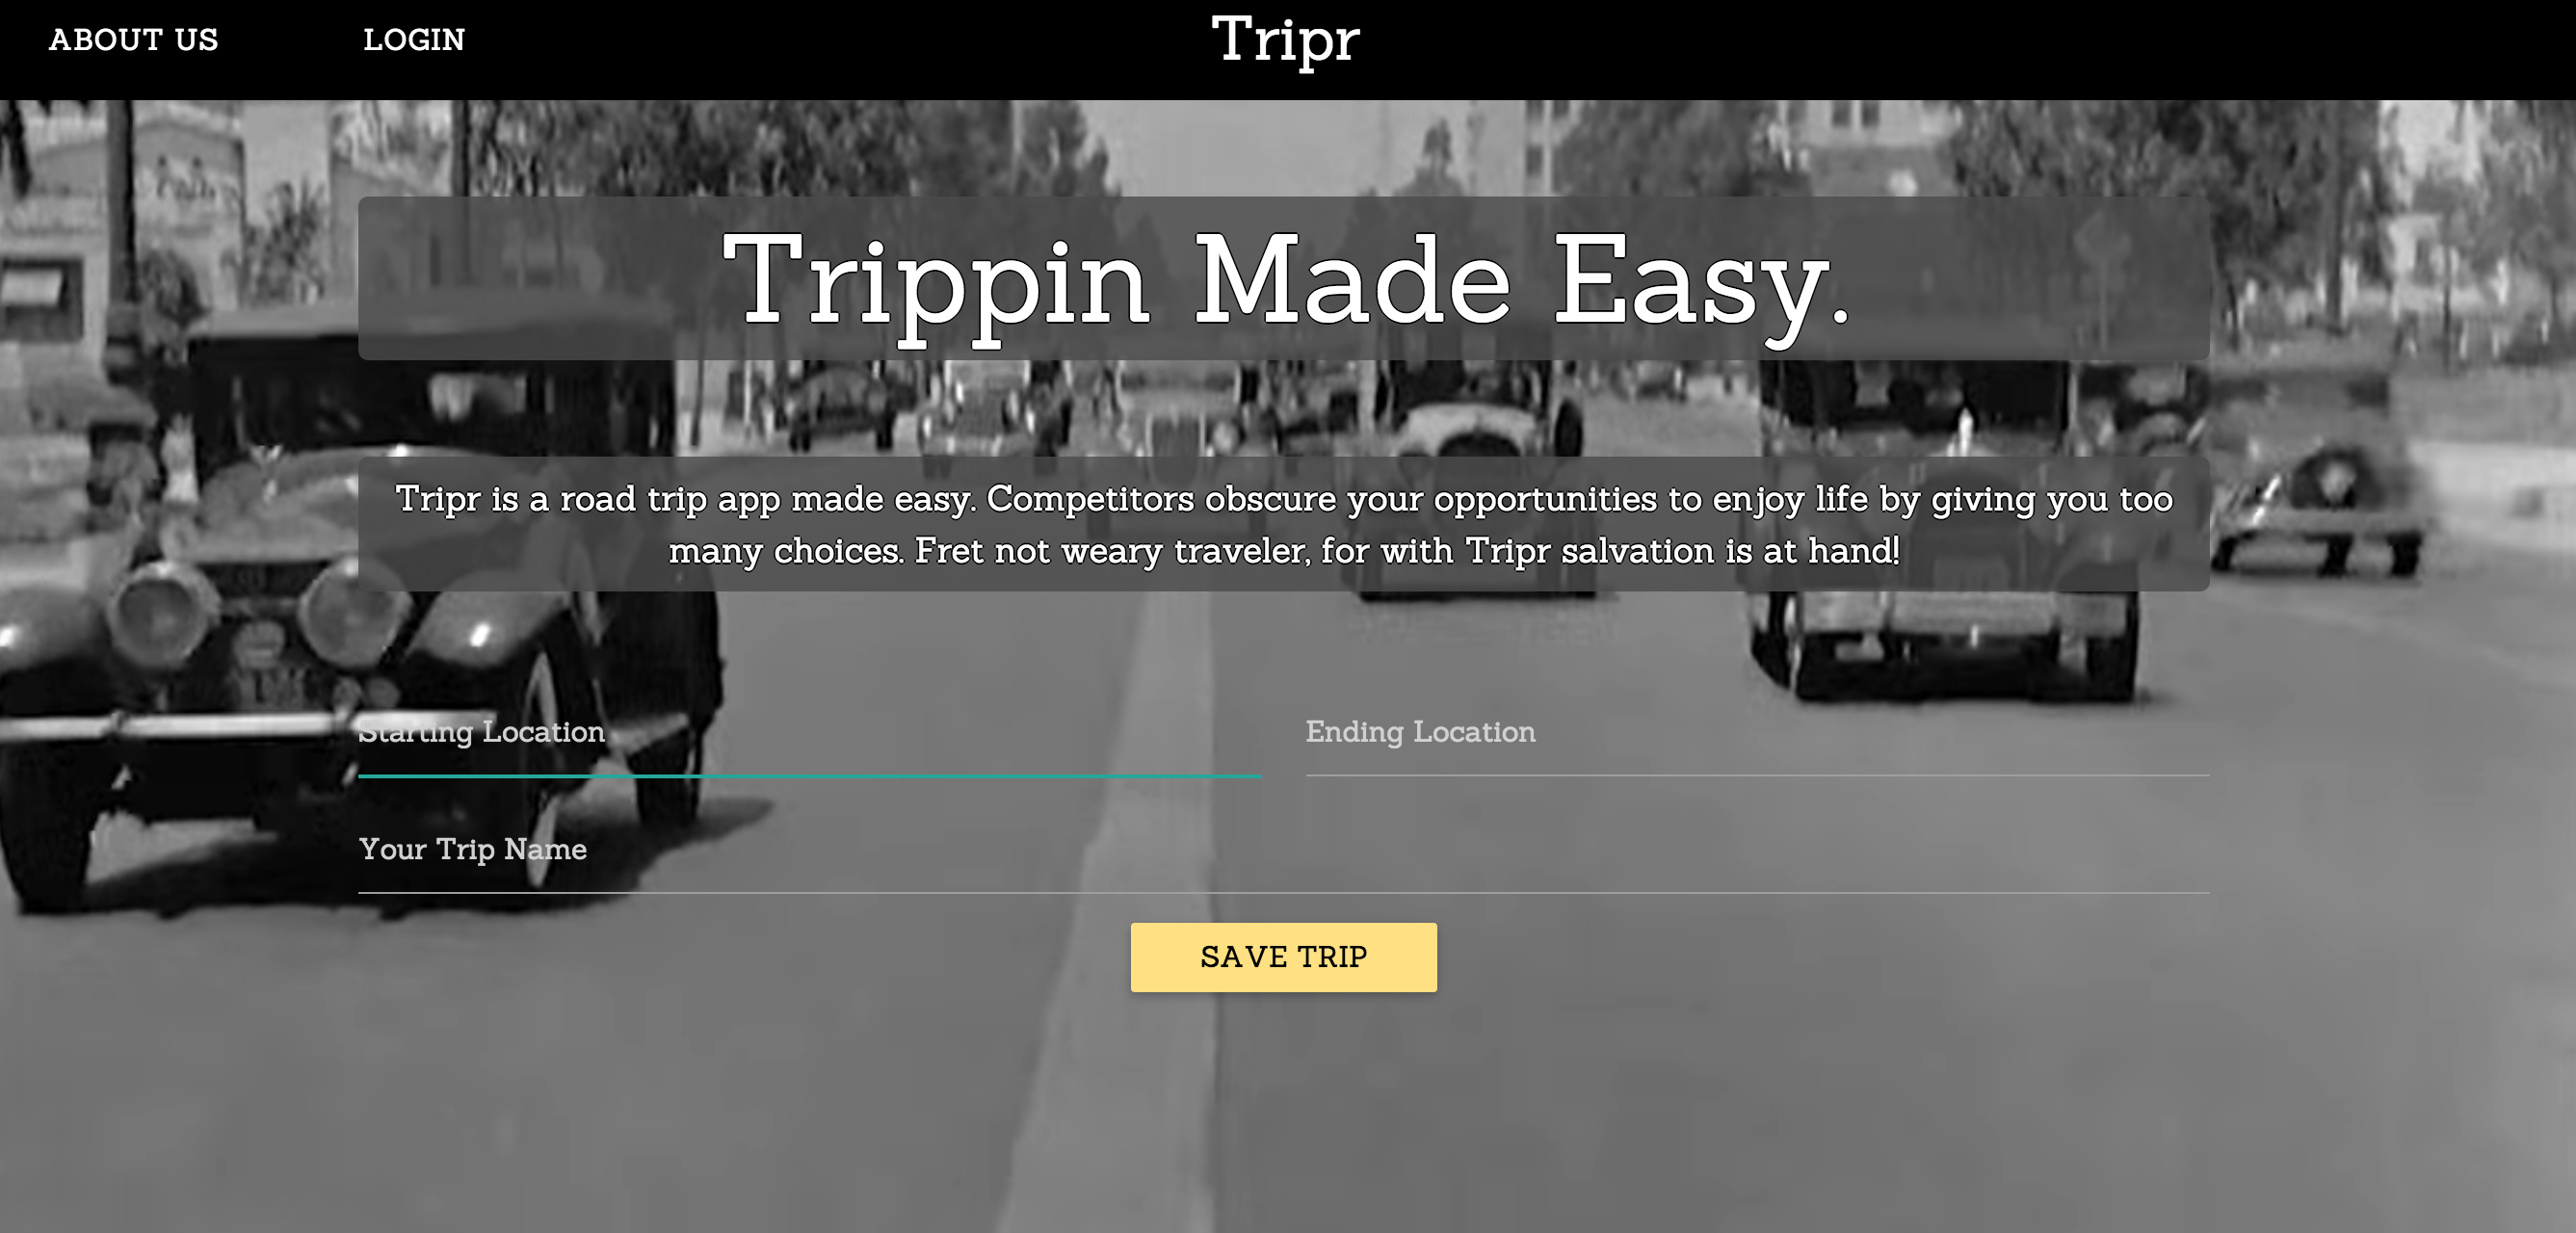 ABOUT US LOGIN Tripr
Trippin Made Easy.
Tripr is a road trip app made easy. Competitors obscure your opportunities to enjoy life by giving you too
many choices. Fret not weary traveler, for with Tripr salvation is at hand!
Starting Location Ending Location
Your Trip Name
SAVE TRIP